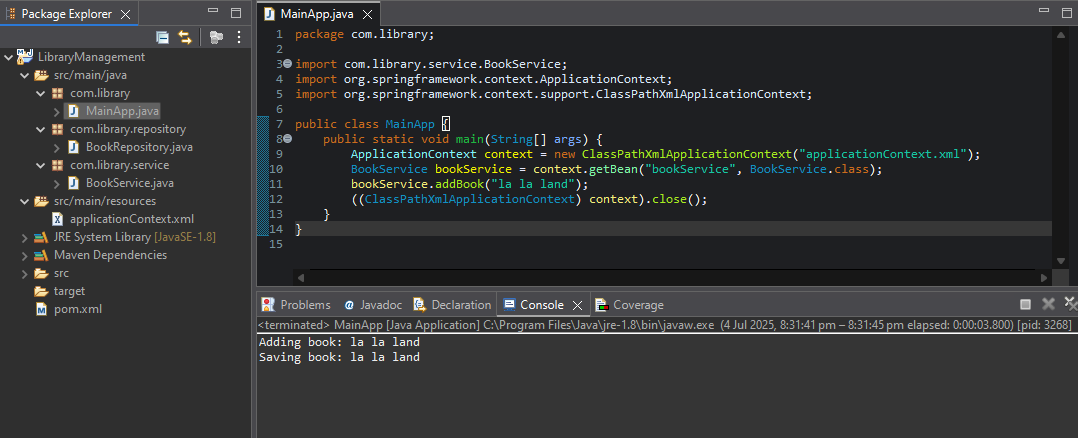 Package Explorer
LibraryManagement
src/main/java
com.library
MainApp.java
com.library.repository
BookRepository.java
com.library.service
BookService.java
src/main/resources
applicationContext.xml
JRE System Library [JavaSE-1.8]
Maven Dependencies
src
target
pom.xml
MainApp.java
1 package com.library;
2
3 import com.library.service.BookService;
4 import org.springframework.context.ApplicationContext;
5 import org.springframework.context.support.ClassPathXmlApplicationContext;
6
7 public class MainApp {
8 public static void main(String[] args) {
9 ApplicationContext context = new ClassPathXmlApplicationContext("applicationContext.xml");
10 BookService bookService = context.getBean("bookService", BookService.class);
11 bookService.addBook("la la land");
12 ((ClassPathXmlApplicationContext) context).close();
13 }
14 }
15
Problems @ Javadoc Declaration Console Coverage
<terminated> MainApp [Java Application] C:\Program Files\Java\jre-1.8\bin\javaw.exe (4 Jul 2025, 8:31:41 pm – 8:31:45 pm elapsed: 0:00:03.800) [pid: 3268]
Adding book: la la land
Saving book: la la land